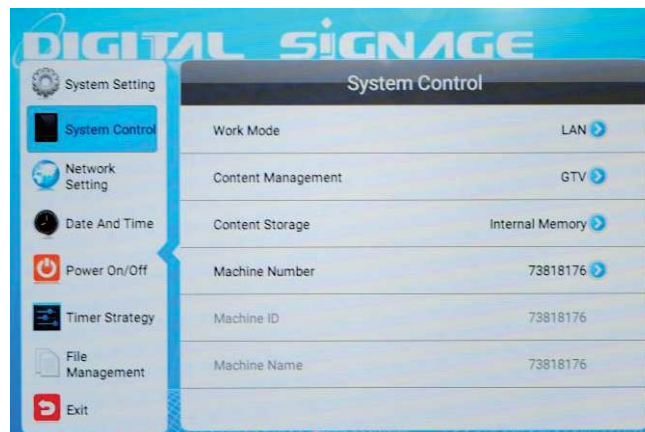 DIGITAL SiGNAGE
System Setting
System Control
Network
Setting
Date And Time
Power On/Off
Timer Strategy
File
Management
Exit
System Control
Work Mode LAN
Content Management GTV
Content Storage Internal Memory
Machine Number 73818176
Machine ID 73818176
Machine Name 73818176